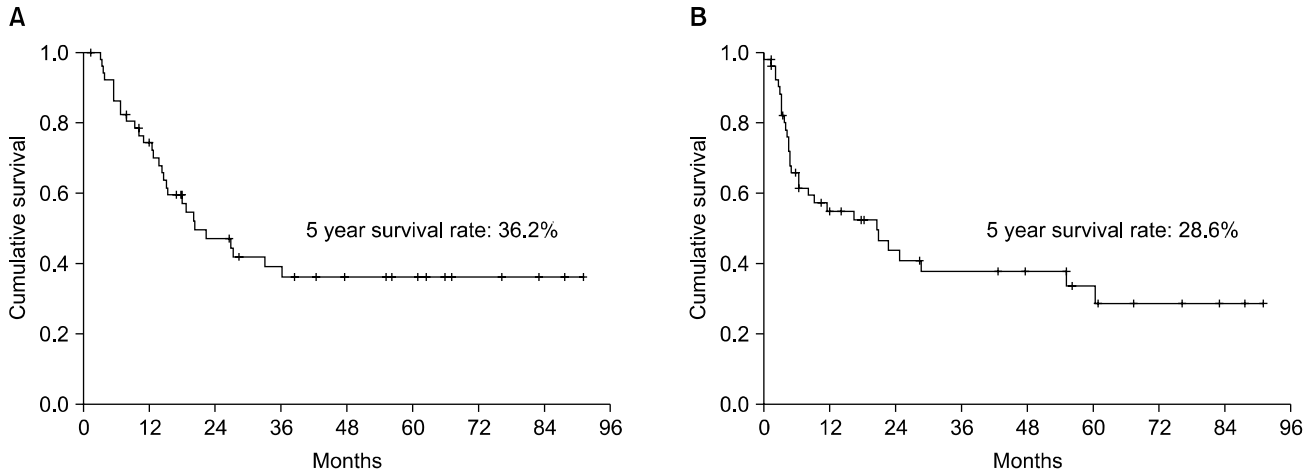 A
Cumulative survival
1.0
0.8
0.6
0.4
0.2
0.0
5 year survival rate: 36.2%
0 12 24 36 48 60 72 84 96
Months
B
Cumulative survival
1.0
0.8
0.6
0.4
0.2
0.0
5 year survival rate: 28.6%
0 12 24 36 48 60 72 84 96
Months